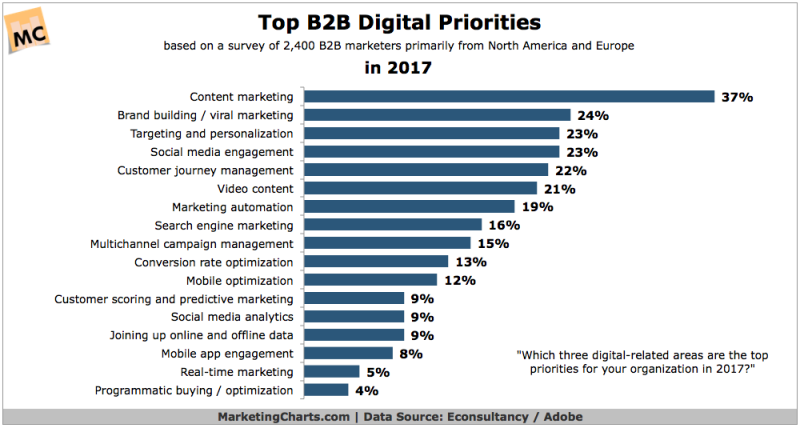 MC
Top B2B Digital Priorities
based on a survey of 2,400 B2B marketers primarily from North America and Europe
in 2017
Content marketing 37%
Brand building / viral marketing 24%
Targeting and personalization 23%
Social media engagement 23%
Customer journey management 22%
Video content 21%
Marketing automation 19%
Search engine marketing 16%
Multichannel campaign management 15%
Conversion rate optimization 13%
Mobile optimization 12%
Customer scoring and predictive marketing 9%
Social media analytics 9%
Joining up online and offline data 9%
Mobile app engagement 8%
Real-time marketing 5%
Programmatic buying / optimization 4%
"Which three digital-related areas are the top
priorities for your organization in 2017?"
MarketingCharts.com | Data Source: Econsultancy / Adobe